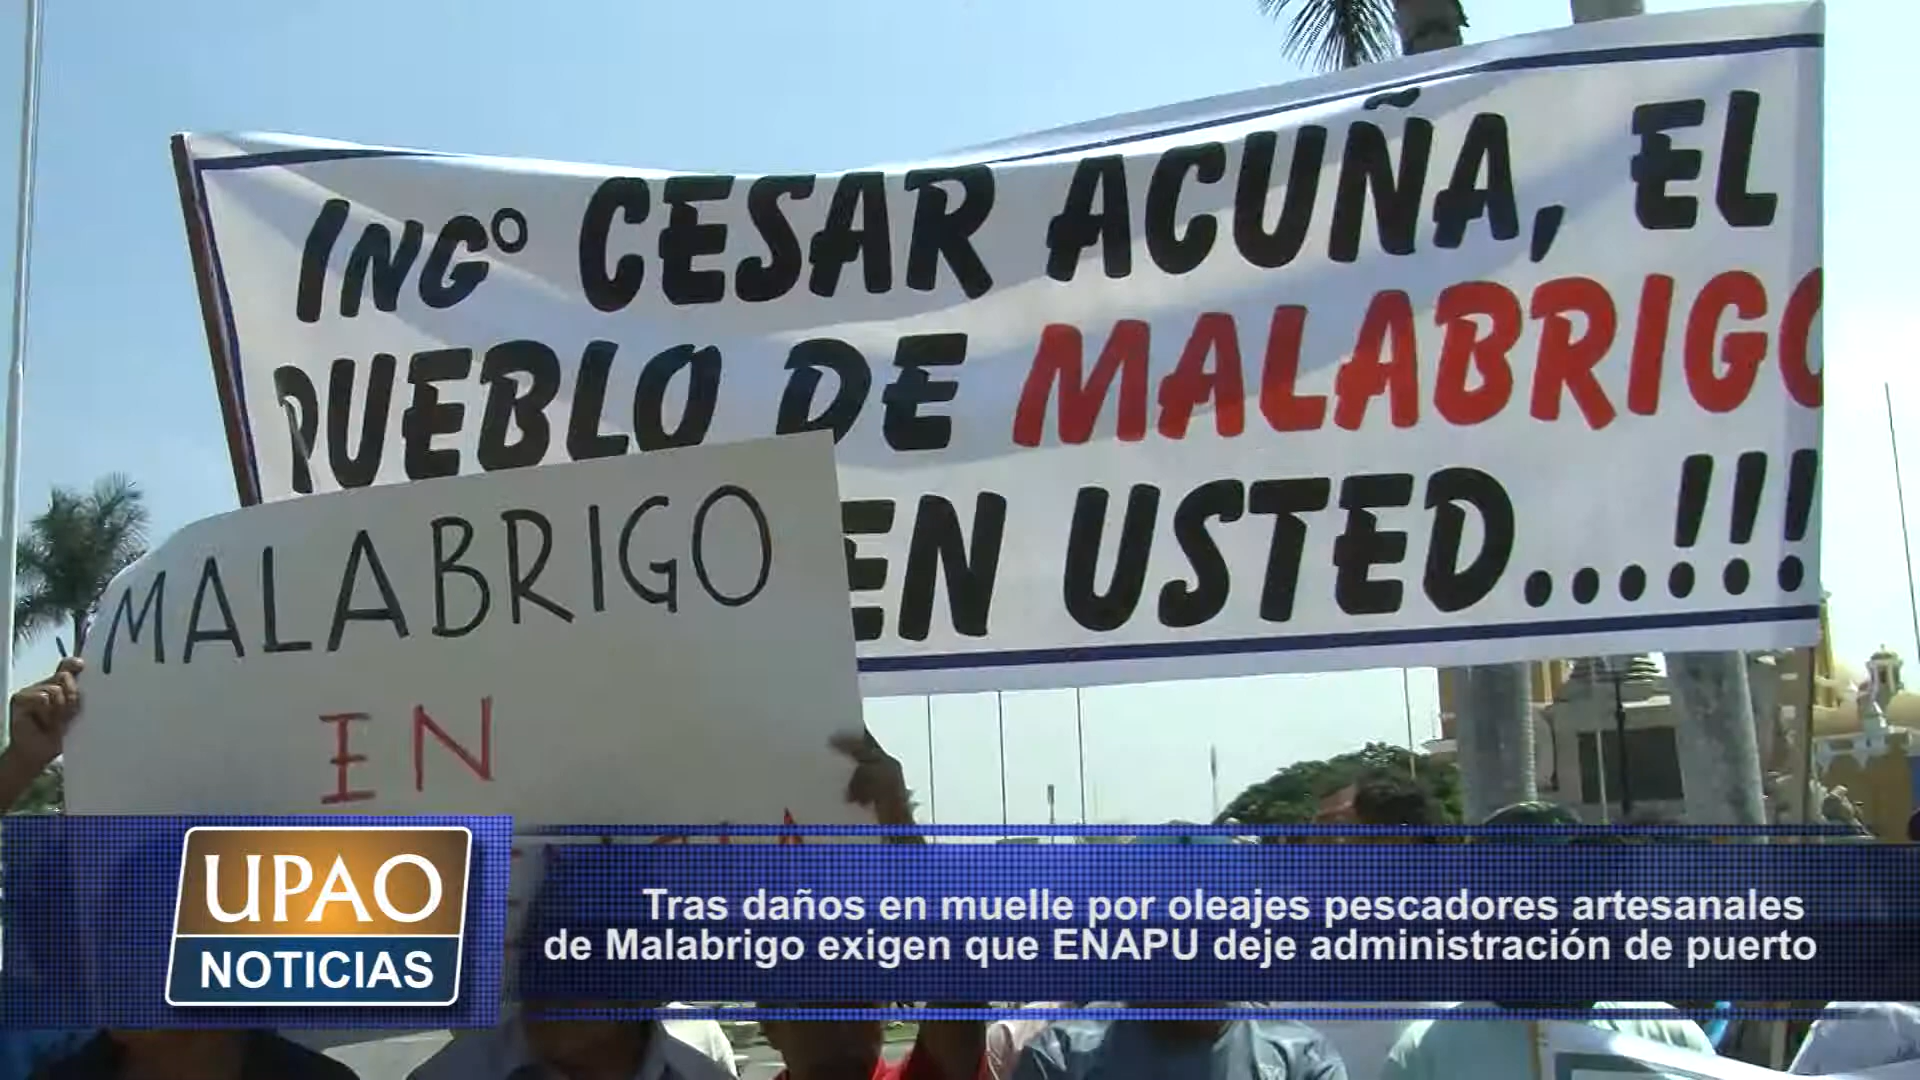 INGº CESAR ACUÑA, EL
PUEBLO DE MALABRIGO
EN USTED...!!!
MALABRIGO
IN
UPAO
NOTICIAS
Tras daños en muelle por oleajes pescadores artesanales
de Malabrigo exigen que ENAPU deje administración de puerto